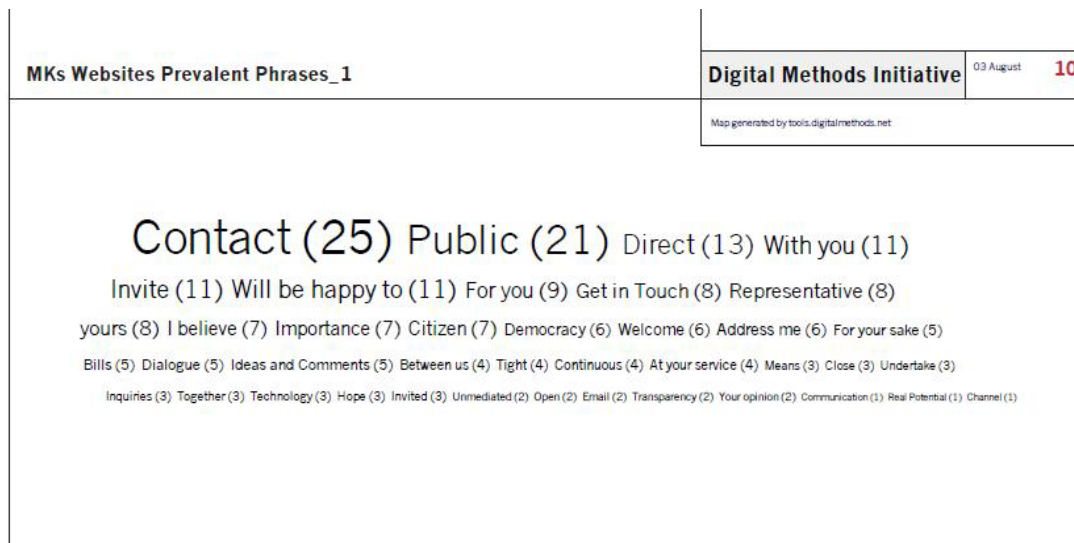 MKs Websites Prevalent Phrases_1
Digital Methods Initiative
03 August
10
Map generated by tools.digitalmethods.net
Contact (25) Public (21) Direct (13) With you (11)
Invite (11) Will be happy to (11) For you (9) Get in Touch (8) Representative (8)
yours (8) I believe (7) Importance (7) Citizen (7) Democracy (6) Welcome (6) Address me (6) For your sake (5)
Bills (5) Dialogue (5) Ideas and Comments (5) Between us (4) Tight (4) Continuous (4) At your service (4) Means (3) Close (3) Undertake (3)
Inquiries (3) Together (3) Technology (3) Hope (3) Invited (3) Unmediated (2) Open (2) Email (2) Transparency (2) Your opinion (2) Communication (1) Real Potential (1) Channel (1)